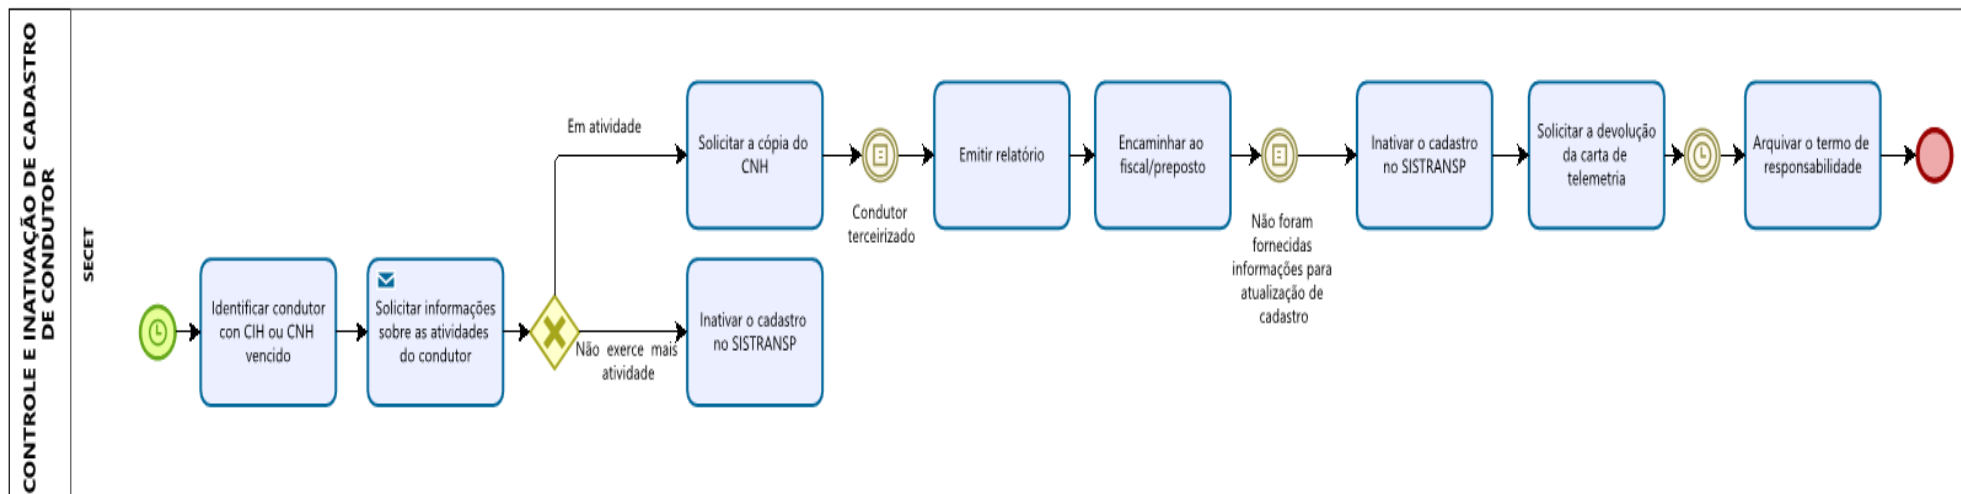 CONTROLE E INATIVAÇÃO DE CADASTRO
DE CONDUTOR
SECET
Identificar condutor
con CIH ou CNH
vencido
Solicitar informações
sobre as atividades
do condutor
Em atividade
Não exerce mais
atividade
Solicitar a cópia do
CNH
Condutor
terceirizado
Emitir relatório
Encaminhar ao
fiscal/preposto
Não foram
fornecidas
informações para
atualização de
cadastro
Inativar o cadastro
no SISTRANSP
Solicitar a devolução
da carta de
telemetria
Arquivar o termo de
responsabilidade
Inativar o cadastro
no SISTRANSP